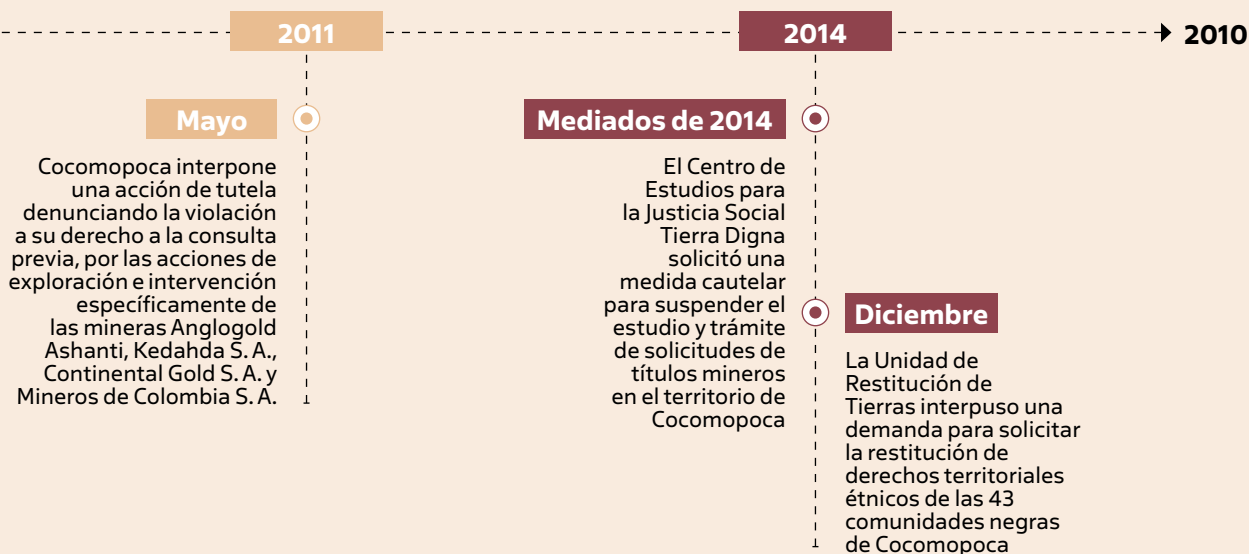 2011
2014
2010
Mayo
Cocomopoca interpone
una acción de tutela
denunciando la violación
a su derecho a la consulta
previa, por las acciones de
exploración e intervención
específicamente de
las mineras Anglogold
Ashanti, Kedahda S. A.,
Continental Gold S. A. y
Mineros de Colombia S. A.
Mediados de 2014
El Centro de
Estudios para
la Justicia Social
Tierra Digna
solicitó una
medida cautelar
para suspender el
estudio y trámite
de solicitudes de
títulos mineros
en el territorio de
Cocomopoca
Diciembre
La Unidad de
Restitución de
Tierras interpuso una
demanda para solicitar
la restitución de
derechos territoriales
étnicos de las 43
comunidades negras
de Cocomopoca